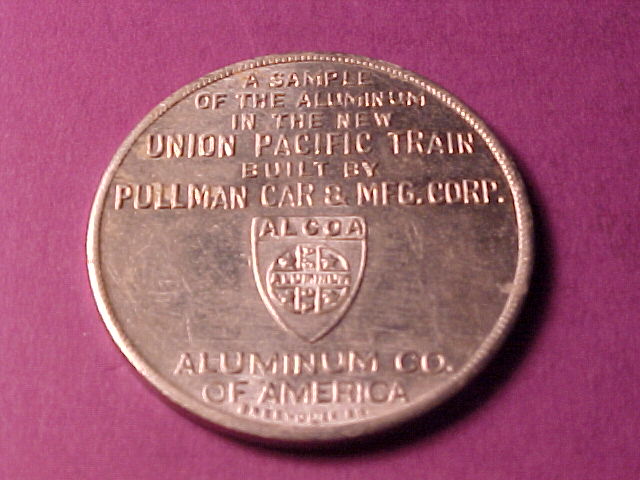 A SAMPLE
OF THE ALUMINUM
IN THE NEW
UNION PACIFIC TRAIN
BUILT BY
PULLMAN CAR & MFG. CORP.
ALCOA
ALUMINUM
ALUMINUM CO.
OF AMERICA